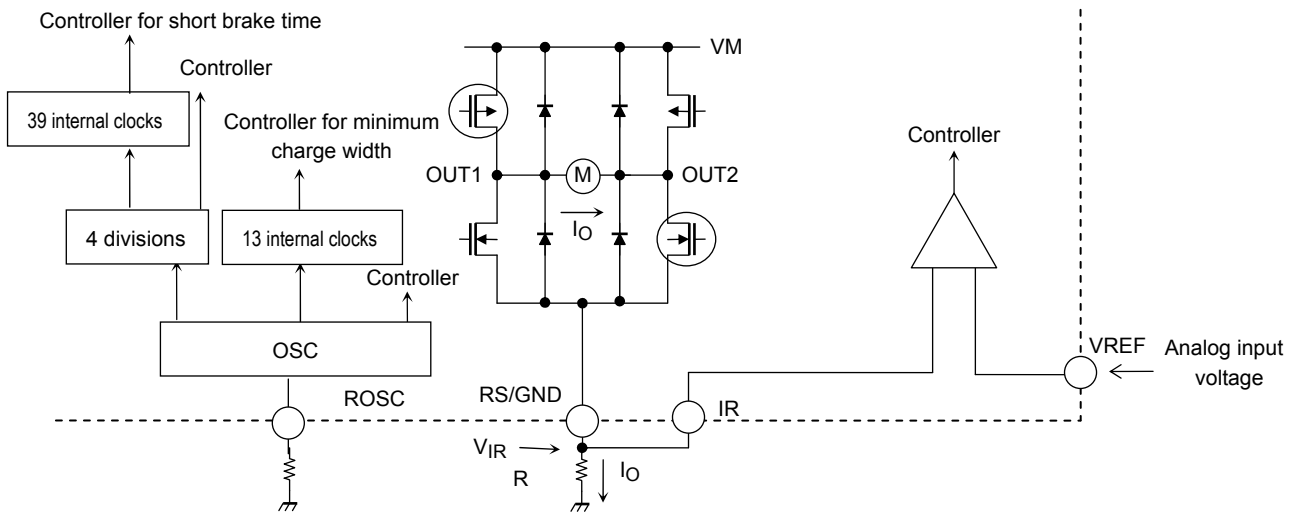 Controller for short brake time
Controller
39 internal clocks
Controller for minimum
charge width
4 divisions
13 internal clocks
Controller
OSC
ROSC
VM
OUT1
M
OUT2
IO
RS/GND
IR
VIR
R
IO
Controller
VREF
Analog input
voltage